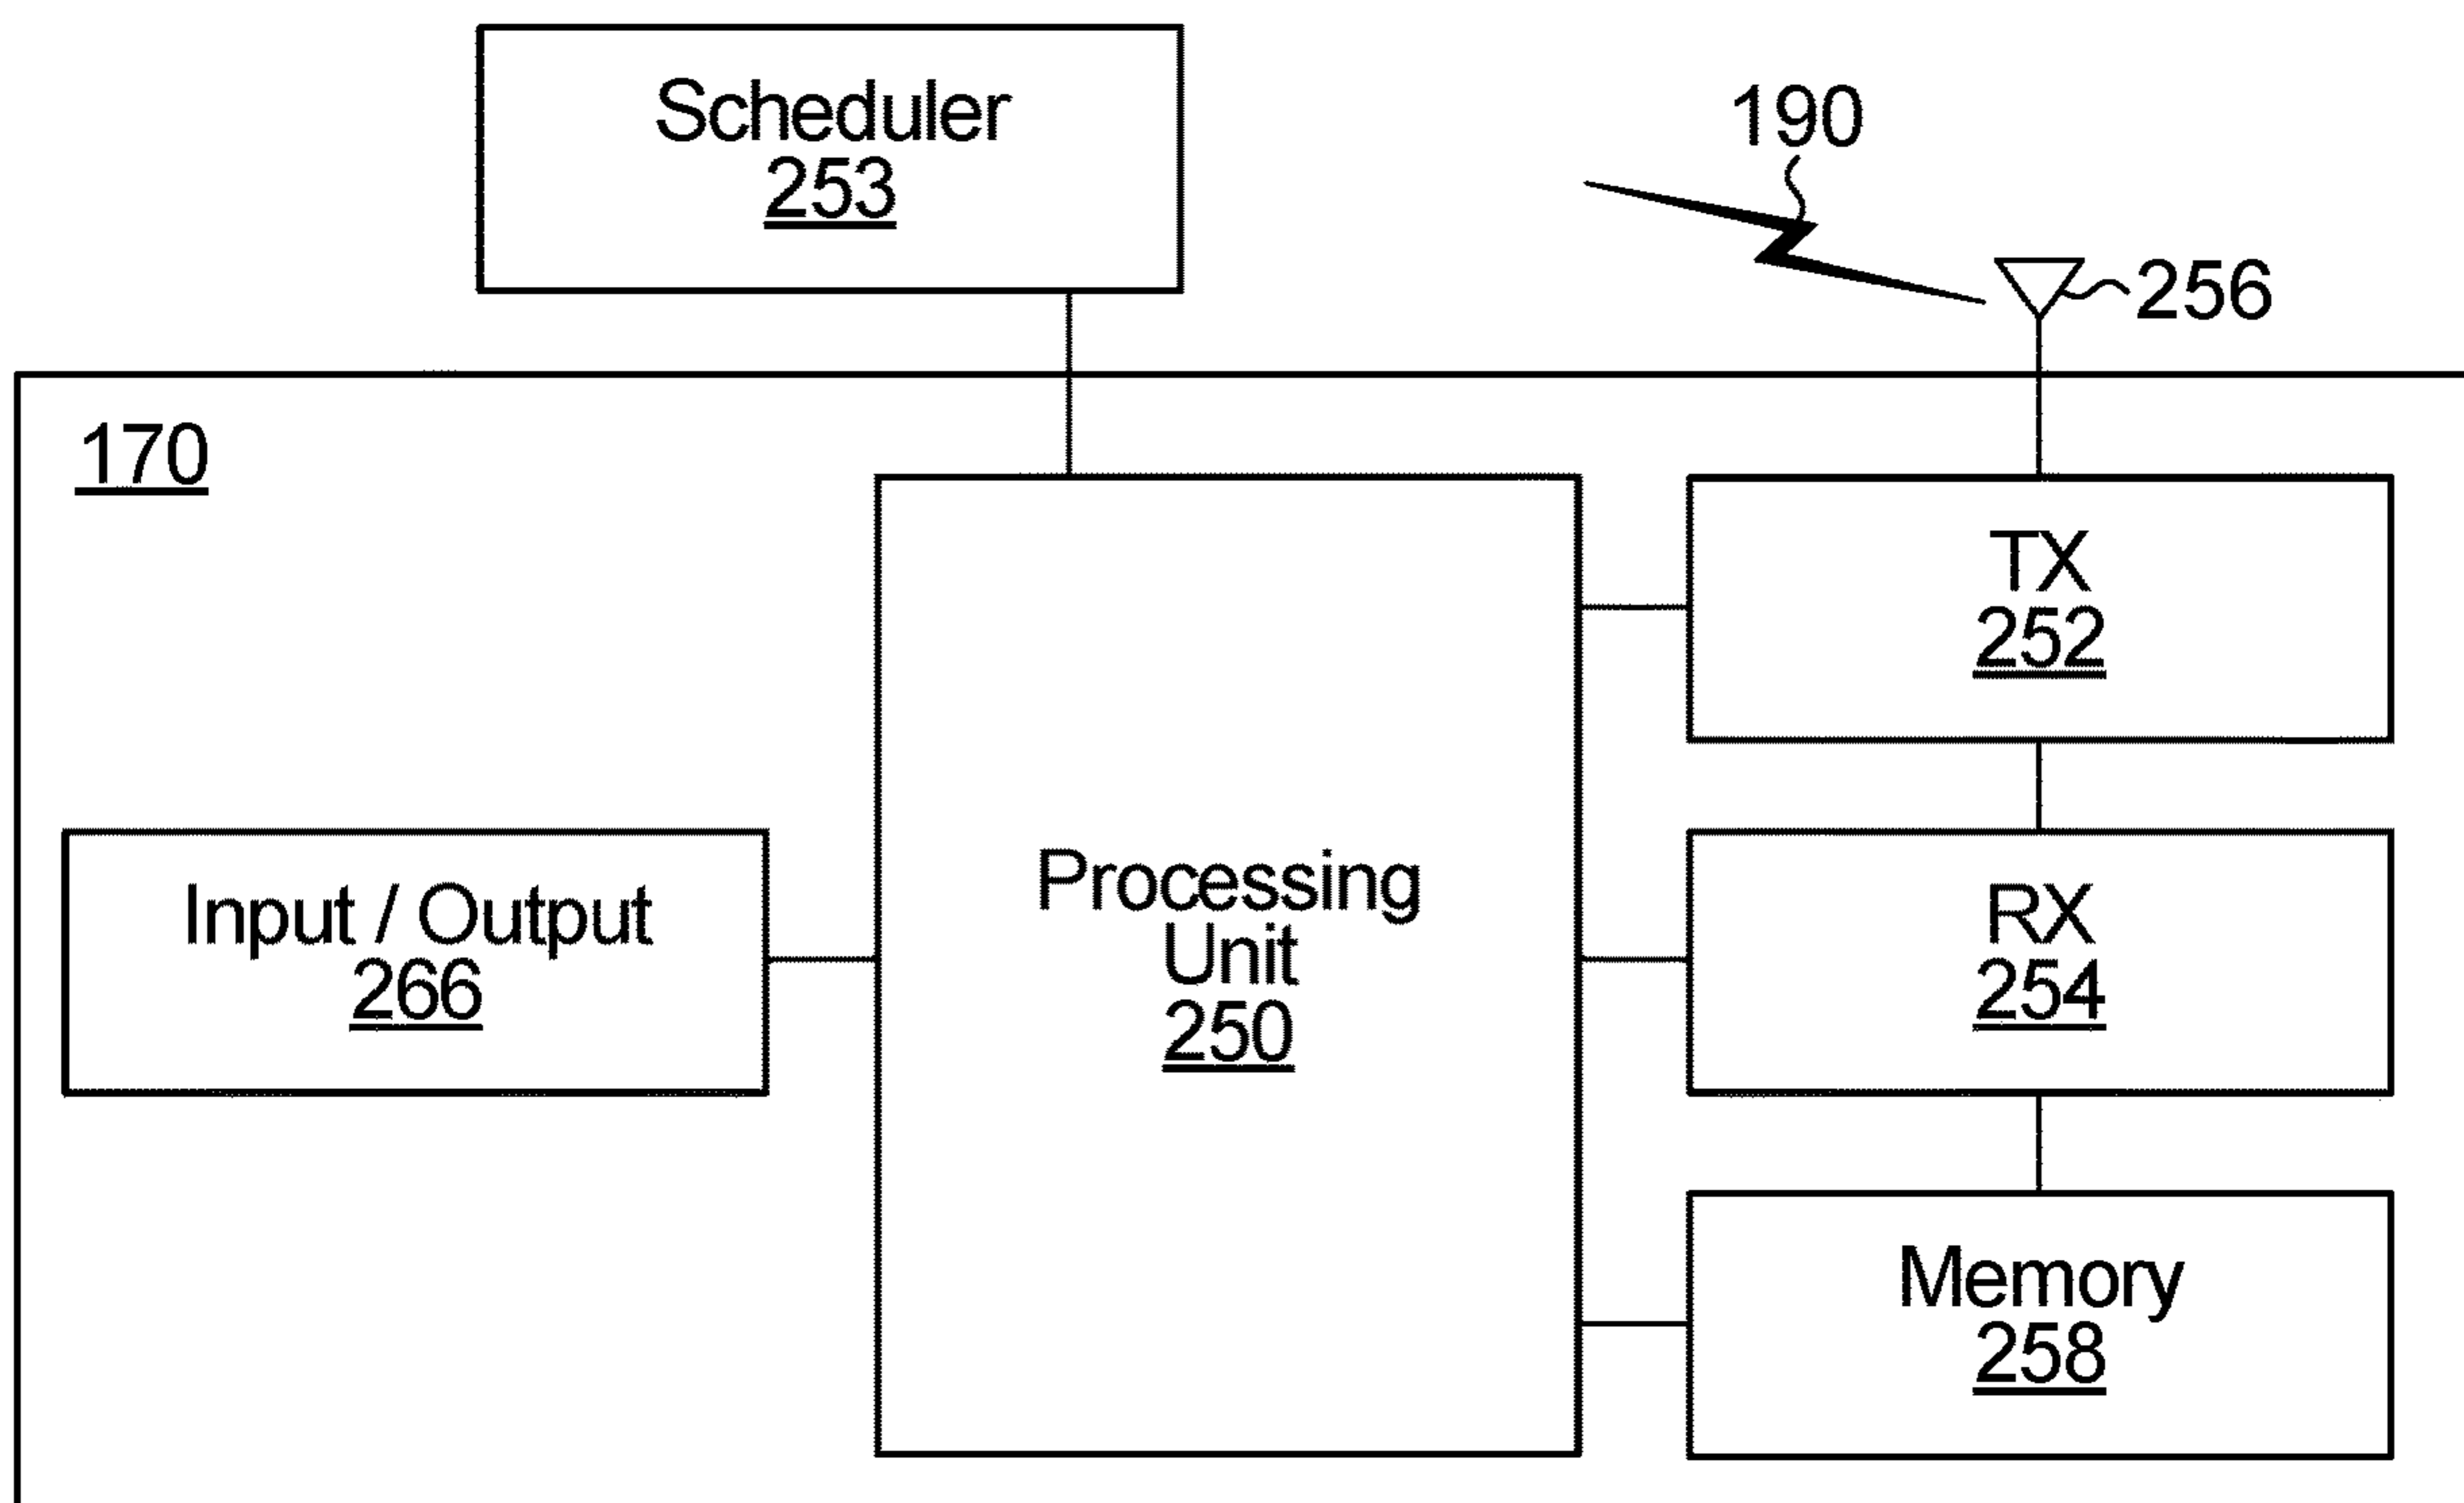 Scheduler
253
190
256
170
TX
252
Input / Output
266
Processing
Unit
250
RX
254
Memory
258